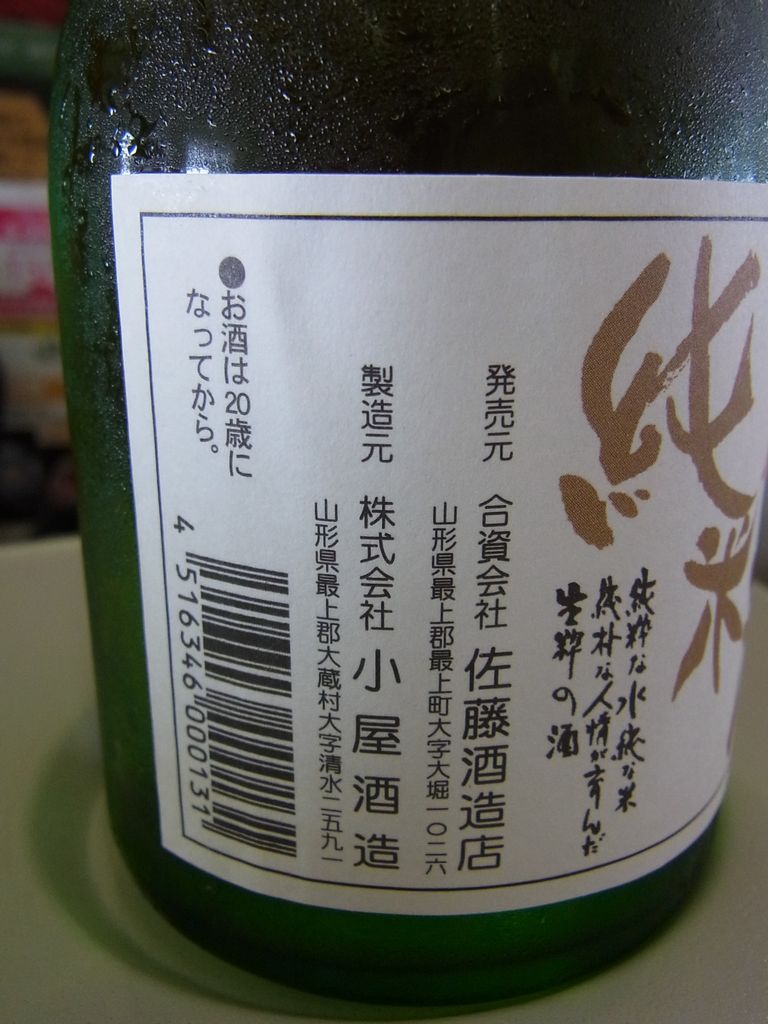 純米
純粋な水純な米
純朴な人情が育んだ
生粋の酒
発売元 合資会社 佐藤酒造店
山形県最上郡最上町大字大堀一〇二六
製造元 株式会社 小屋酒造
山形県最上郡大蔵村大字清水二五九一
●お酒は20歳に
なってから。
4 516346 000131